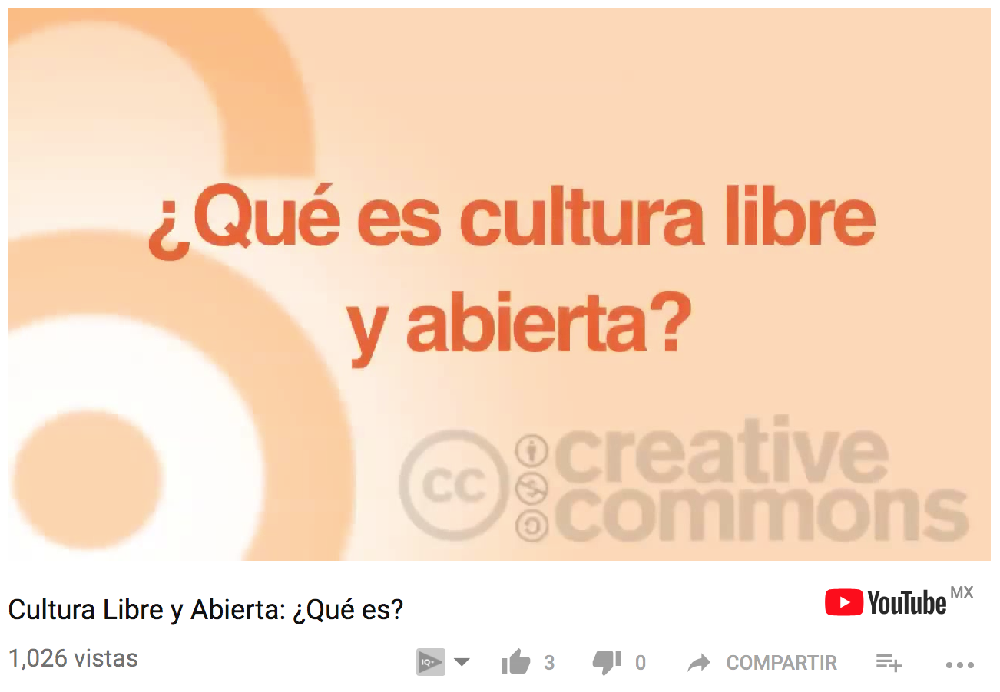 ¿Qué es cultura libre
y abierta?
cc
creative
commons
Cultura Libre y Abierta: ¿Qué es?
YouTube MX
1,026 vistas
IQ+
3
0
COMPARTIR